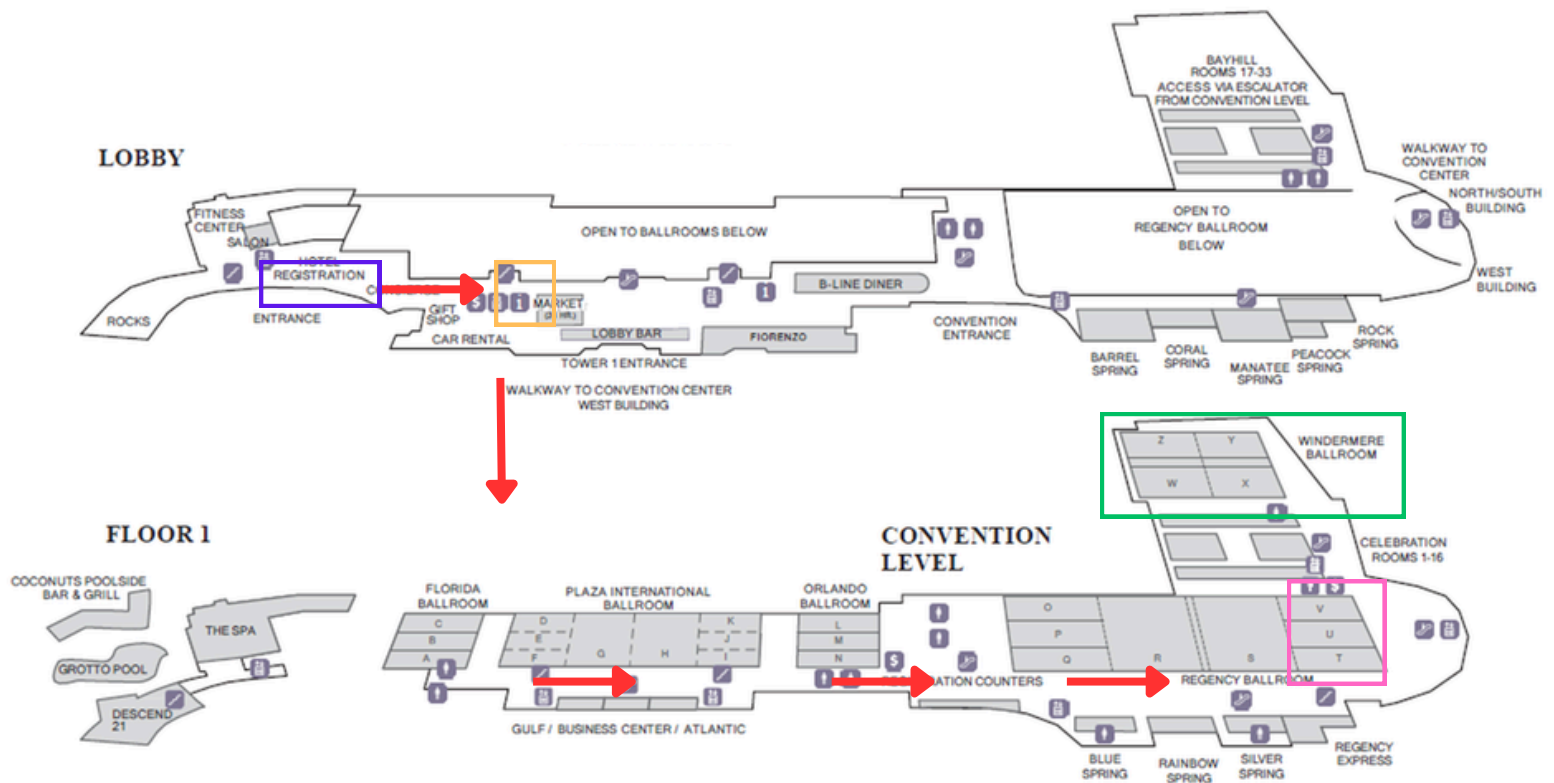 LOBBY
BAYHILL
ROOMS 17-33
ACCESS VIA ESCALATOR
FROM CONVENTION LEVEL
WALKWAY TO
CONVENTION
CENTER
NORTH/SOUTH
BUILDING
WEST
BUILDING
FITNESS
CENTER
SALON
HOTEL
REGISTRATION
ROCKS
ENTRANCE
OPEN TO BALLROOMS BELOW
GIFT
SHOP
CAR RENTAL
MARKET
LOBBY BAR
B-LINE DINER
FIORENZO
TOWER 1 ENTRANCE
WALKWAY TO CONVENTION CENTER
WEST BUILDING
CONVENTION
ENTRANCE
OPEN TO
REGENCY BALLROOM
BELOW
BARREL
SPRING
CORAL
SPRING
MANATEE
SPRING
PEACOCK
SPRING
ROCK
SPRING
FLOOR 1
COCONUTS POOLSIDE
BAR & GRILL
THE SPA
GROTTO POOL
DESCEND
21
CONVENTION
LEVEL
FLORIDA
BALLROOM
C
B
A
PLAZA INTERNATIONAL
BALLROOM
D
E
F
G
H
K
J
I
ORLANDO
BALLROOM
L
M
N
GULF / BUSINESS CENTER / ATLANTIC
COUNTERS
O
P
Q
R
S
V
U
T
REGENCY BALLROOM
WINDERMERE
BALLROOM
Z
Y
W
X
CELEBRATION
ROOMS 1-16
BLUE
SPRING
RAINBOW
SPRING
SILVER
SPRING
REGENCY
EXPRESS